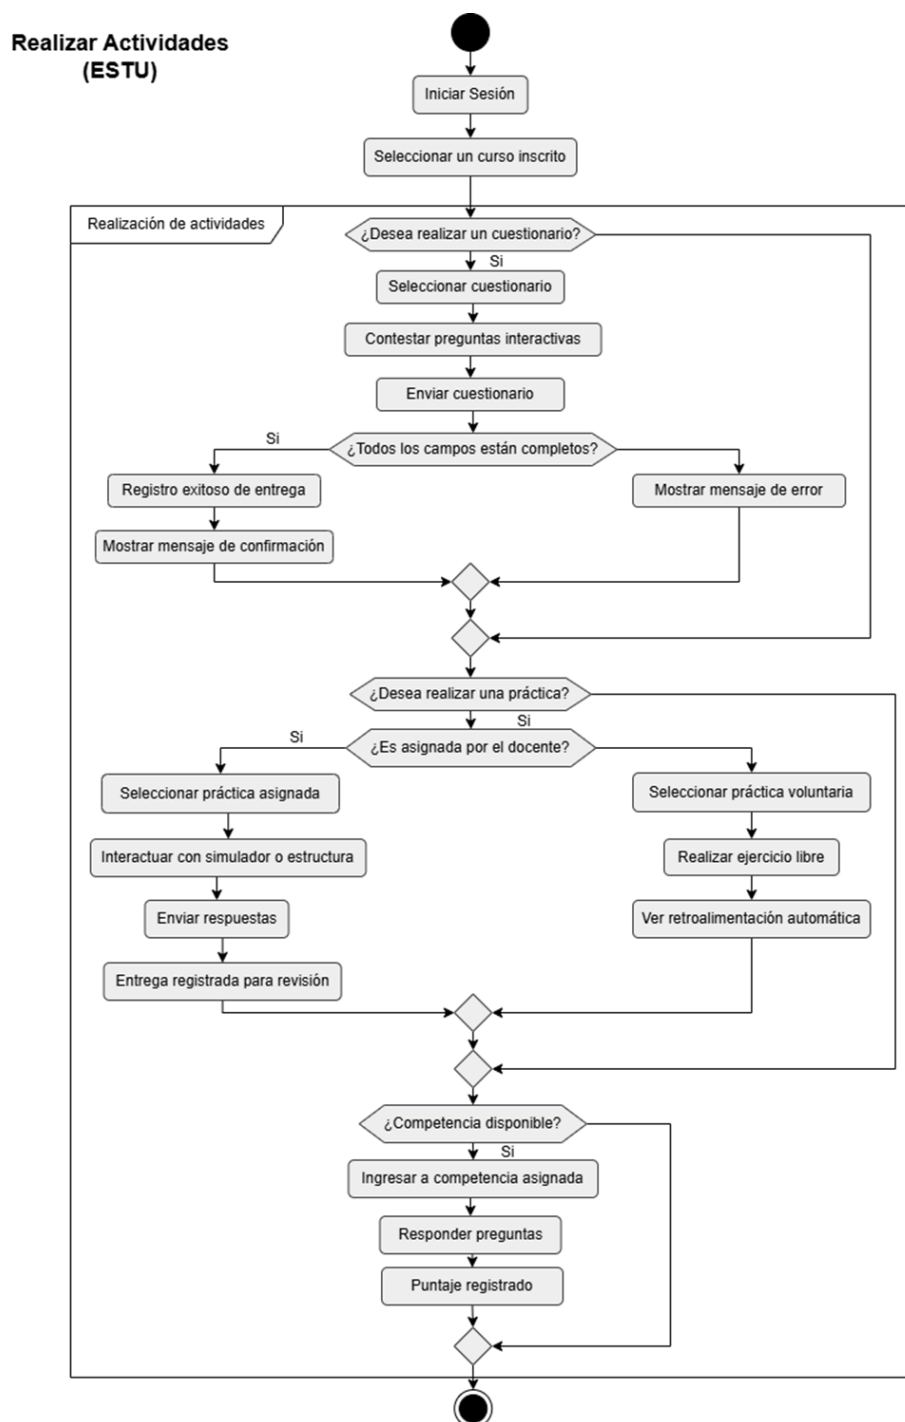 Realizar Actividades
(ESTU)
Iniciar Sesión
Seleccionar un curso inscrito
Realización de actividades
¿Desea realizar un cuestionario?
Si
Seleccionar cuestionario
Contestar preguntas interactivas
Enviar cuestionario
¿Todos los campos están completos?
Si
Registro exitoso de entrega
Mostrar mensaje de error
Mostrar mensaje de confirmación
¿Desea realizar una práctica?
Si
¿Es asignada por el docente?
Si
Seleccionar práctica asignada
Seleccionar práctica voluntaria
Interactuar con simulador o estructura
Realizar ejercicio libre
Enviar respuestas
Ver retroalimentación automática
Entrega registrada para revisión
¿Competencia disponible?
Si
Ingresar a competencia asignada
Responder preguntas
Puntaje registrado